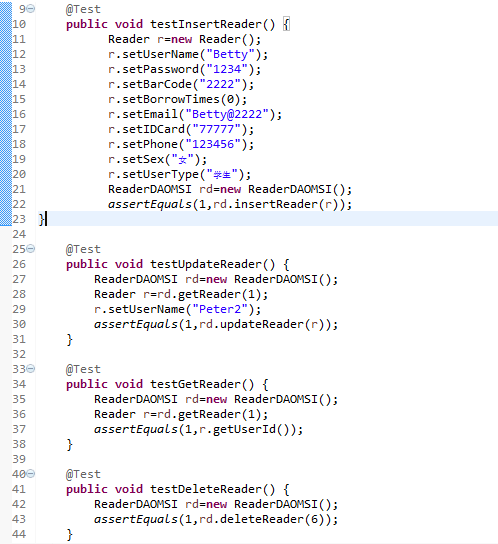 9 @Test
10 public void testInsertReader() {
11 Reader r=new Reader();
12 r.setUserName("Betty");
13 r.setPassword("1234");
14 r.setBarCode("2222");
15 r.setBorrowTimes(0);
16 r.setEmail("Betty@2222");
17 r.setIDCard("77777");
18 r.setPhone("123456");
19 r.setSex("女");
20 r.setUserType("学生");
21 ReaderDAOMSI rd=new ReaderDAOMSI();
22 assertEquals(1,rd.insertReader(r));
23 }
24
25 @Test
26 public void testUpdateReader() {
27 ReaderDAOMSI rd=new ReaderDAOMSI();
28 Reader r=rd.getReader(1);
29 r.setUserName("Peter2");
30 assertEquals(1,rd.updateReader(r));
31 }
32
33 @Test
34 public void testGetReader() {
35 ReaderDAOMSI rd=new ReaderDAOMSI();
36 Reader r=rd.getReader(1);
37 assertEquals(1,r.getUserId());
38 }
39
40 @Test
41 public void testDeleteReader() {
42 ReaderDAOMSI rd=new ReaderDAOMSI();
43 assertEquals(1,rd.deleteReader(6));
44 }